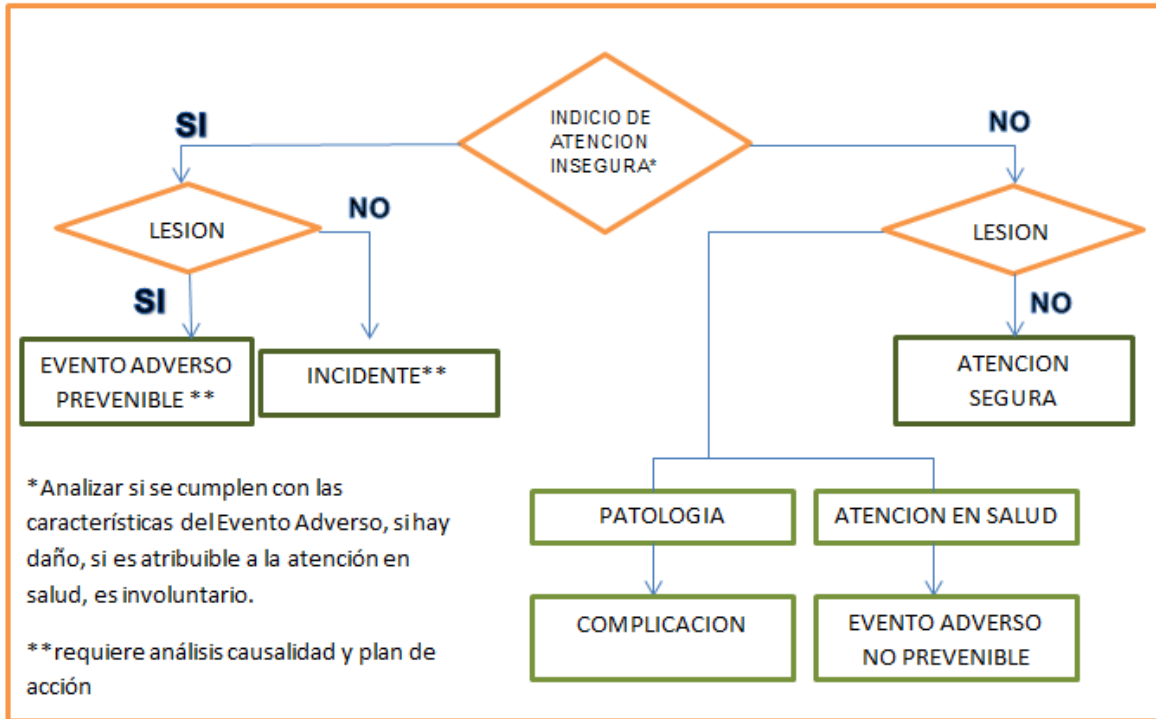 INDICIO DE
ATENCION
INSEGURA*
SI
NO
LESION
NO
LESION
SI
NO
EVENTO ADVERSO
PREVENIBLE **
INCIDENTE**
ATENCION
SEGURA
*Analizar si se cumplen con las
características del Evento Adverso, si hay
daño, si es atribuible a la atención en
salud, es involuntario.
**requiere análisis causalidad y plan de
acción
PATOLOGIA
ATENCION EN SALUD
COMPLICACION
EVENTO ADVERSO
NO PREVENIBLE